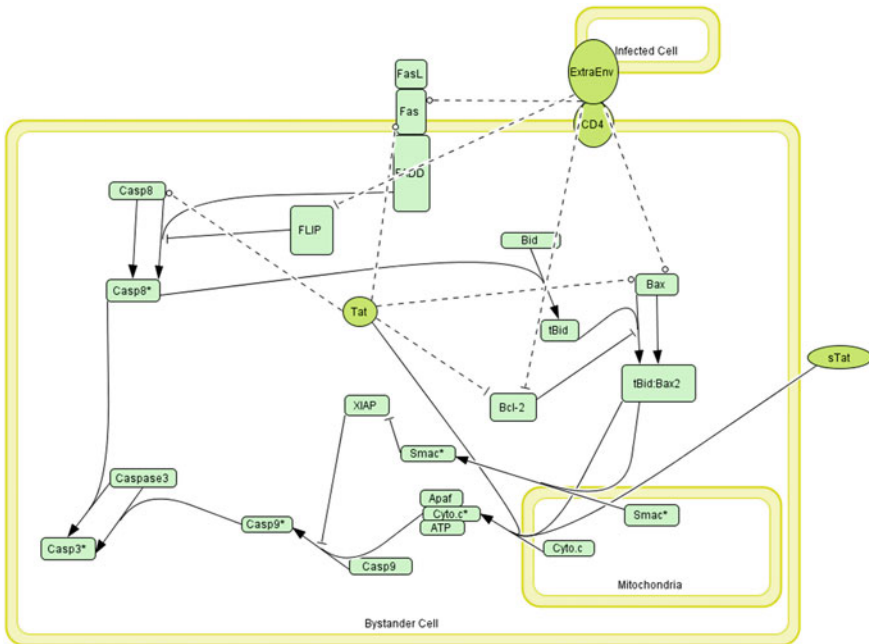 Infected Cell
ExtraEnv
FasL
Fas
CD4
FADD
Casp8
FLIP
Bid
Casp8*
Bax
Tat
tBid
sTat
tBid:Bax2
XIAP
Bcl-2
Smac*
Caspase3
Apaf
Cyto.c*
ATP
Smac*
Casp9*
Casp3*
Cyto.c
Casp9
Mitochondria
Bystander Cell